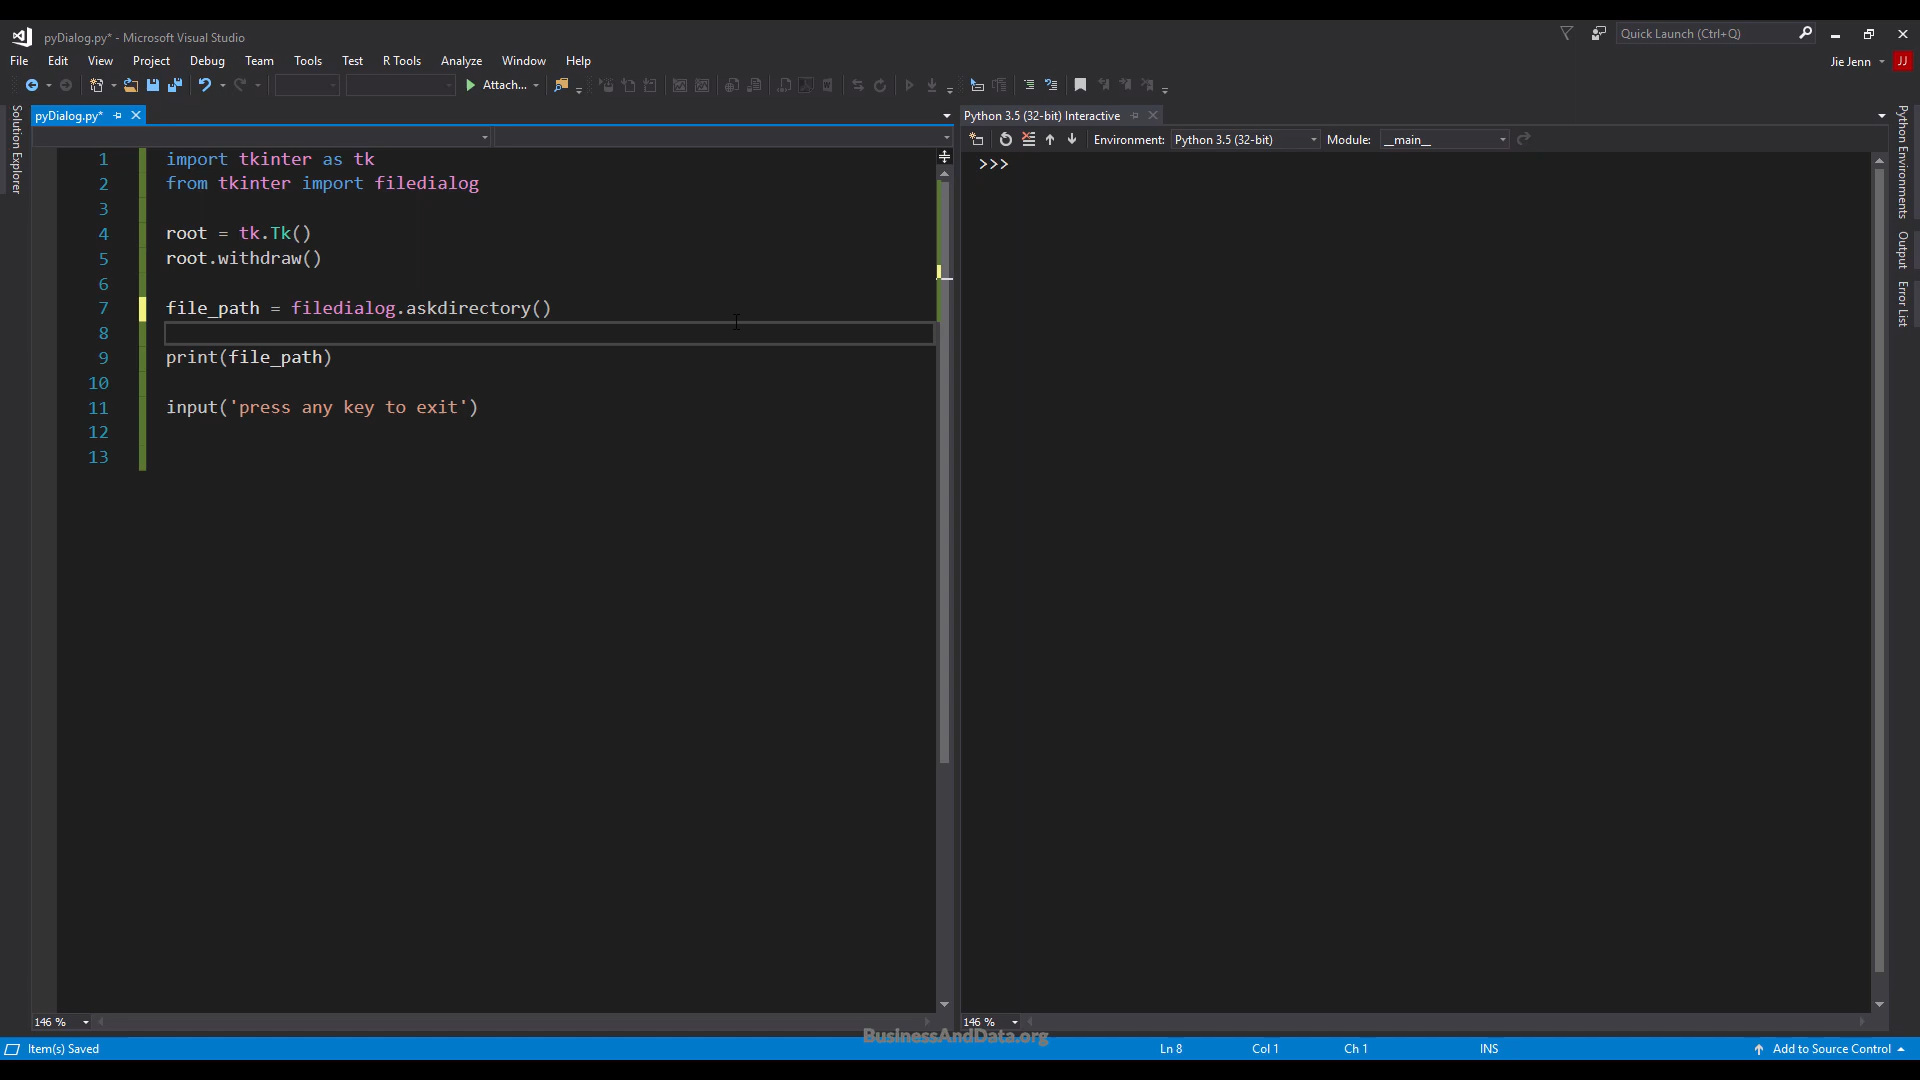 pyDialog.py* - Microsoft Visual Studio
Quick Launch (Ctrl+Q)
File Edit View Project Debug Team Tools Test R Tools Analyze Window Help
Jie Jenn JJ
Attach...
Solution Explorer
pyDialog.py*
1 import tkinter as tk
2 from tkinter import filedialog
3
4 root = tk.Tk()
5 root.withdraw()
6
7 file_path = filedialog.askdirectory()
8
9 print(file_path)
10
11 input('press any key to exit')
12
13
146 %
Python 3.5 (32-bit) Interactive
Environment: Python 3.5 (32-bit) Module: __main__
>>>
146 %
Python Environments
Output
Error List
BusinessAndData.org
Item(s) Saved Ln 8 Col 1 Ch 1 INS Add to Source Control